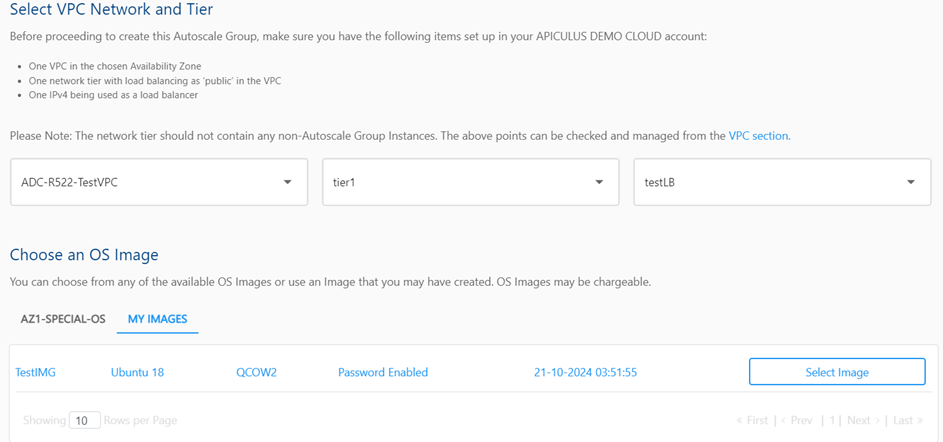 Select VPC Network and Tier
Before proceeding to create this Autoscale Group, make sure you have the following items set up in your APICULUS DEMO CLOUD account:
• One VPC in the chosen Availability Zone
• One network tier with load balancing as 'public' in the VPC
• One IPv4 being used as a load balancer
Please Note: The network tier should not contain any non-Autoscale Group Instances. The above points can be checked and managed from the VPC section.
ADC-R522-TestVPC tier1 testLB
Choose an OS Image
You can choose from any of the available OS Images or use an Image that you may have created. OS Images may be chargeable.
AZ1-SPECIAL-OS MY IMAGES
TestIMG Ubuntu 18 QCOW2 Password Enabled 21-10-2024 03:51:55 Select Image
Showing 10 Rows per Page « First | < Prev | 1 | Next > | Last »